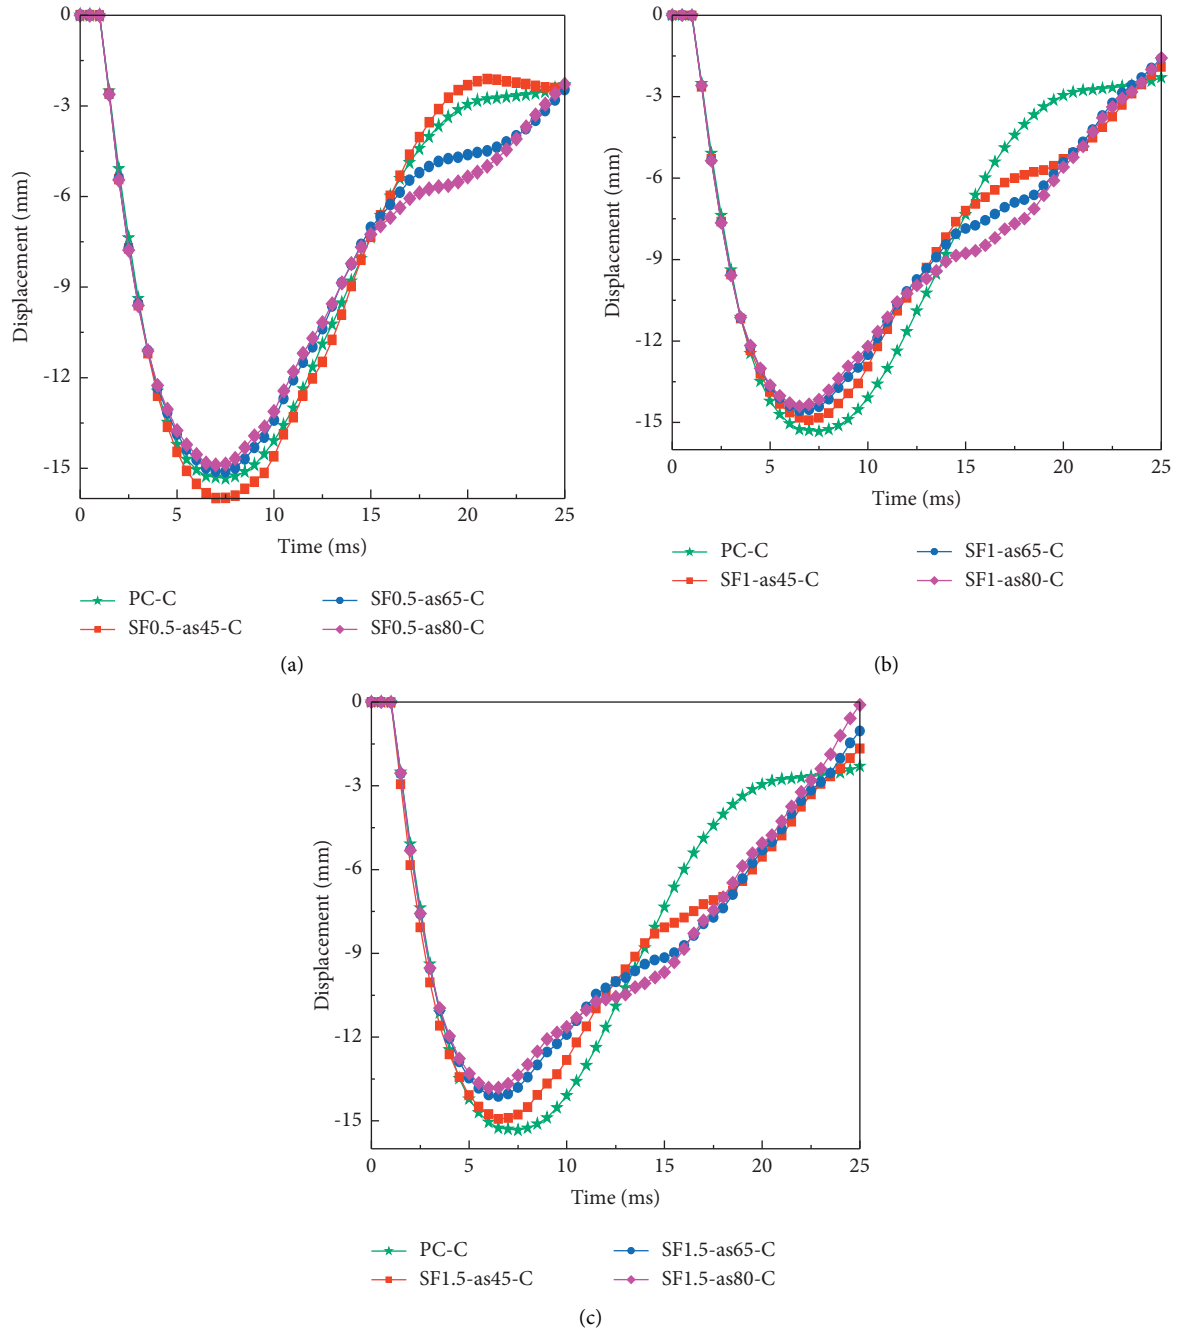 0
-3
-6
-9
-12
-15
Displacement (mm)
0 5 10 15 20 25
Time (ms)
PC-C
SF0.5-as45-C
SF0.5-as65-C
SF0.5-as80-C
(a)
0
-3
-6
-9
-12
-15
Displacement (mm)
0 5 10 15 20 25
Time (ms)
PC-C
SF1-as45-C
SF1-as65-C
SF1-as80-C
(b)
0
-3
-6
-9
-12
-15
Displacement (mm)
0 5 10 15 20 25
Time (ms)
PC-C
SF1.5-as45-C
SF1.5-as65-C
SF1.5-as80-C
(c)